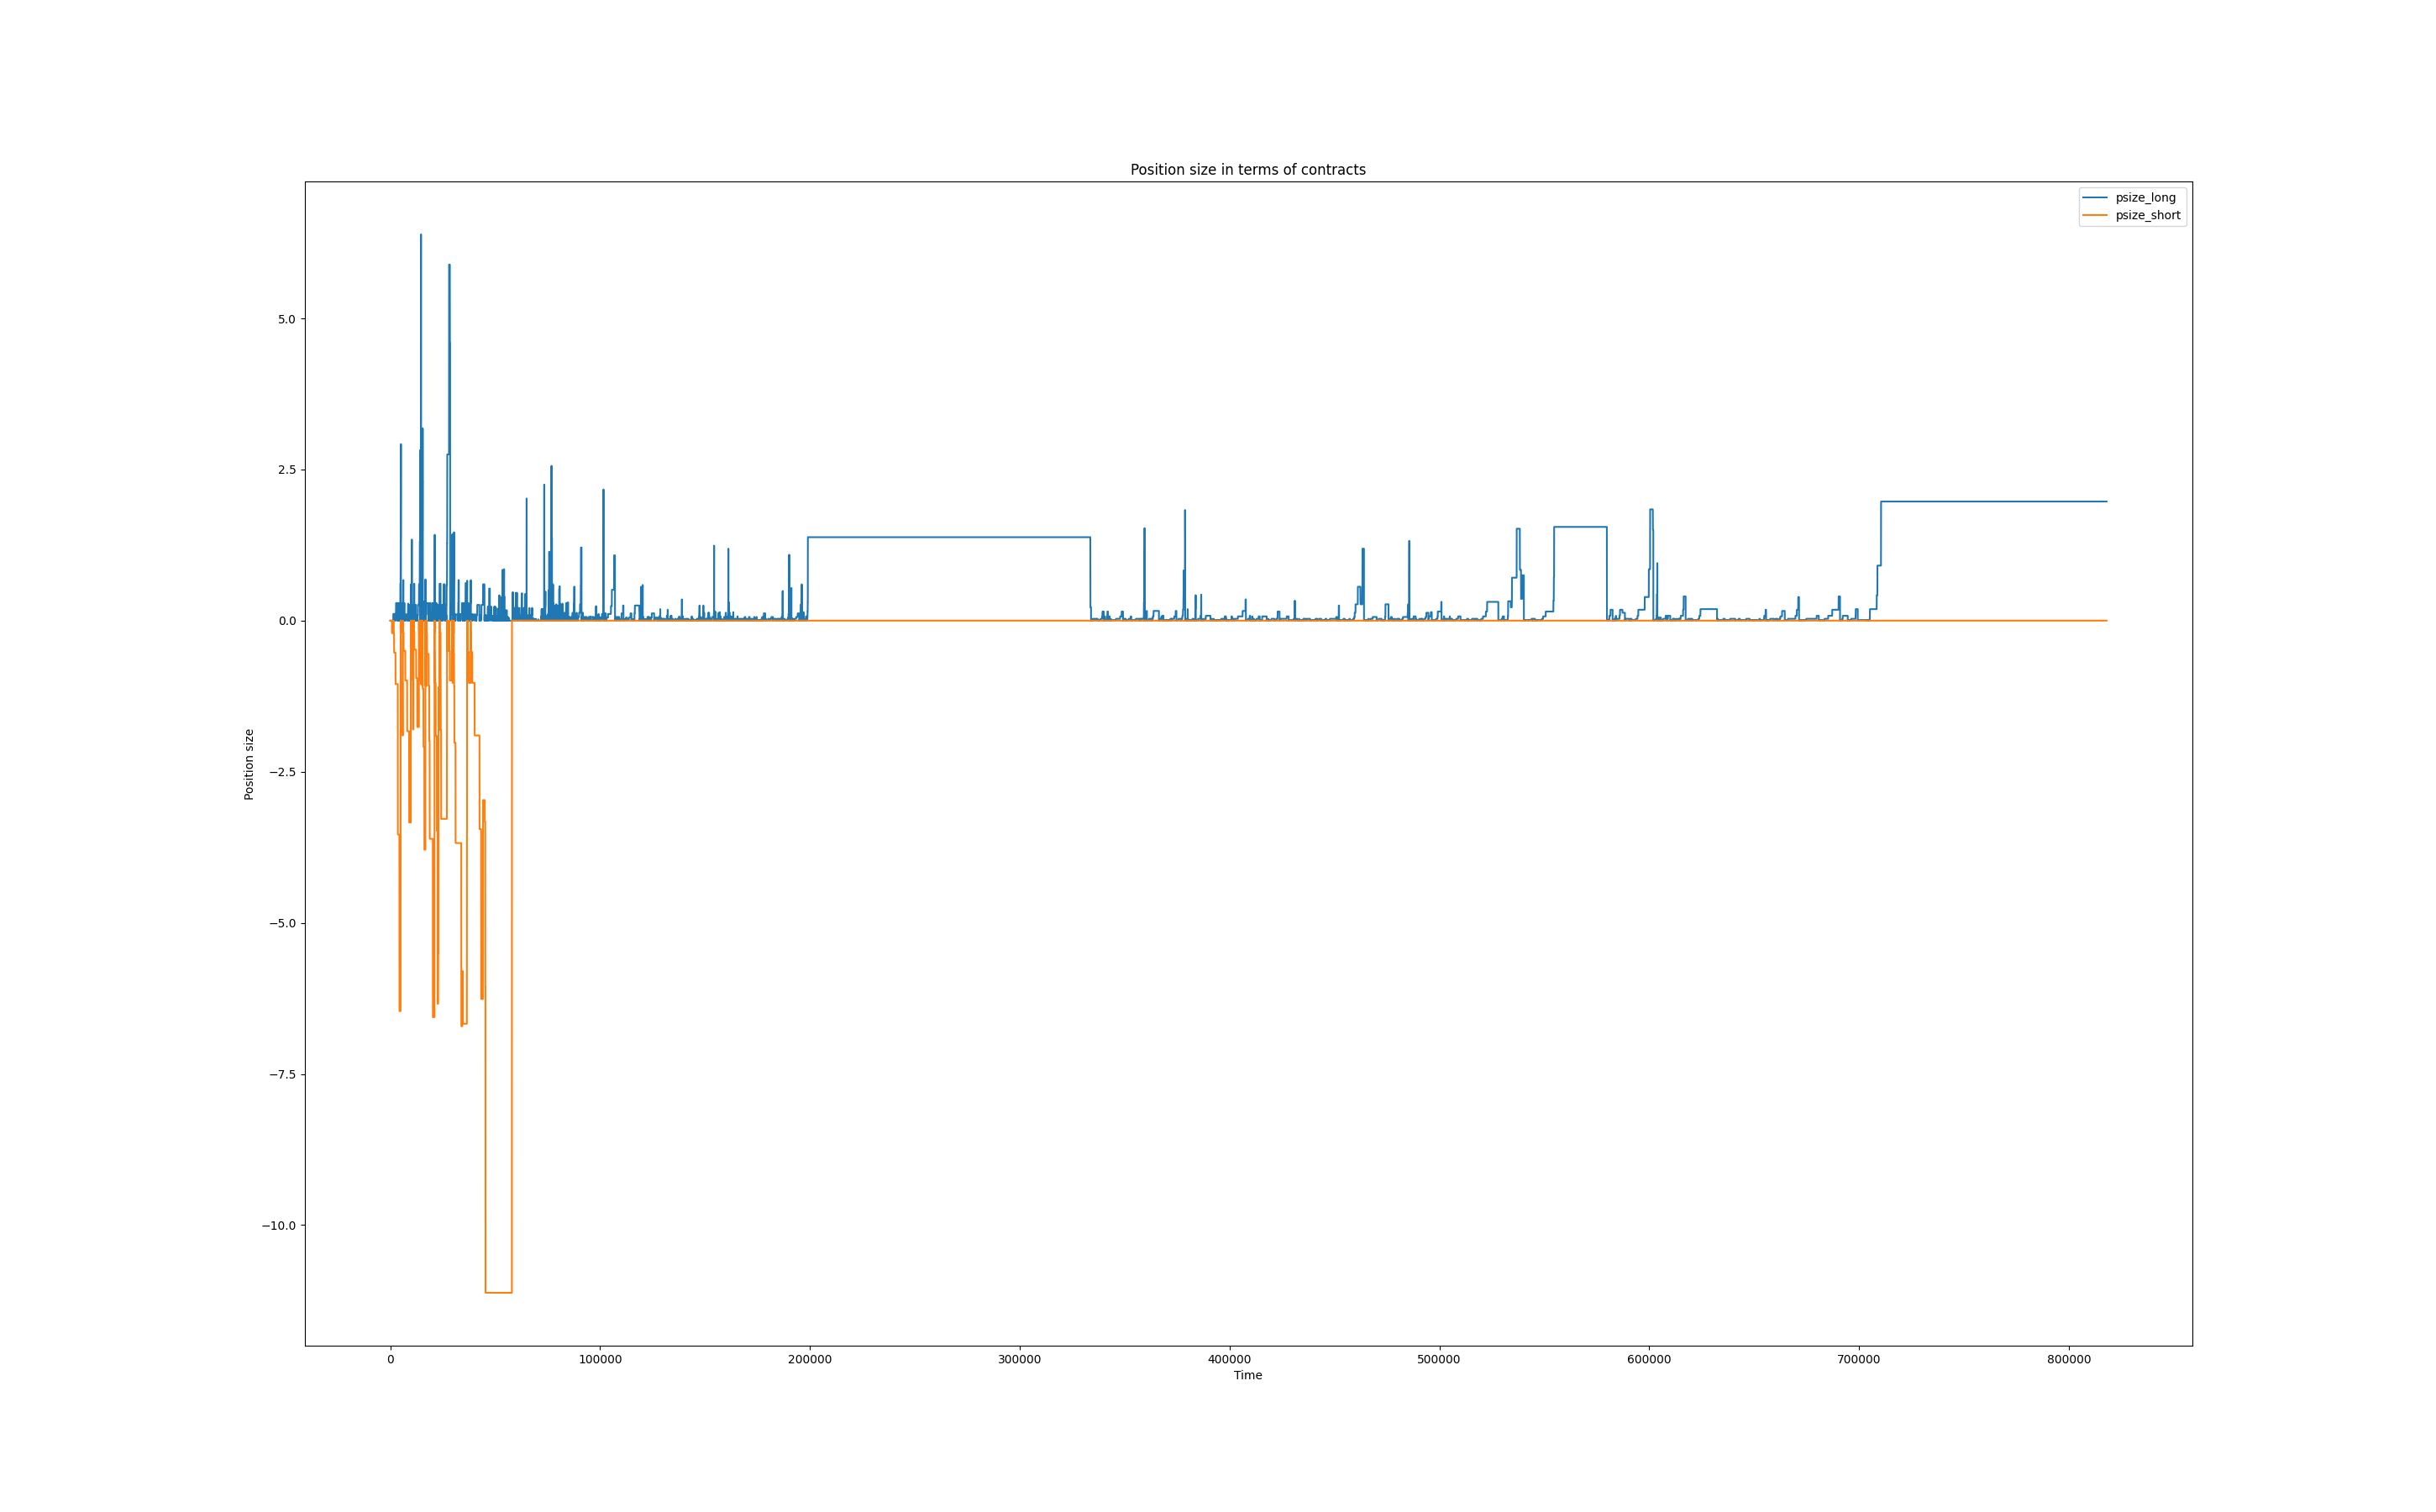 Position size in terms of contracts
psize_long
psize_short
5.0
2.5
0.0
−2.5
−5.0
−7.5
−10.0
Position size
0 100000 200000 300000 400000 500000 600000 700000 800000
Time